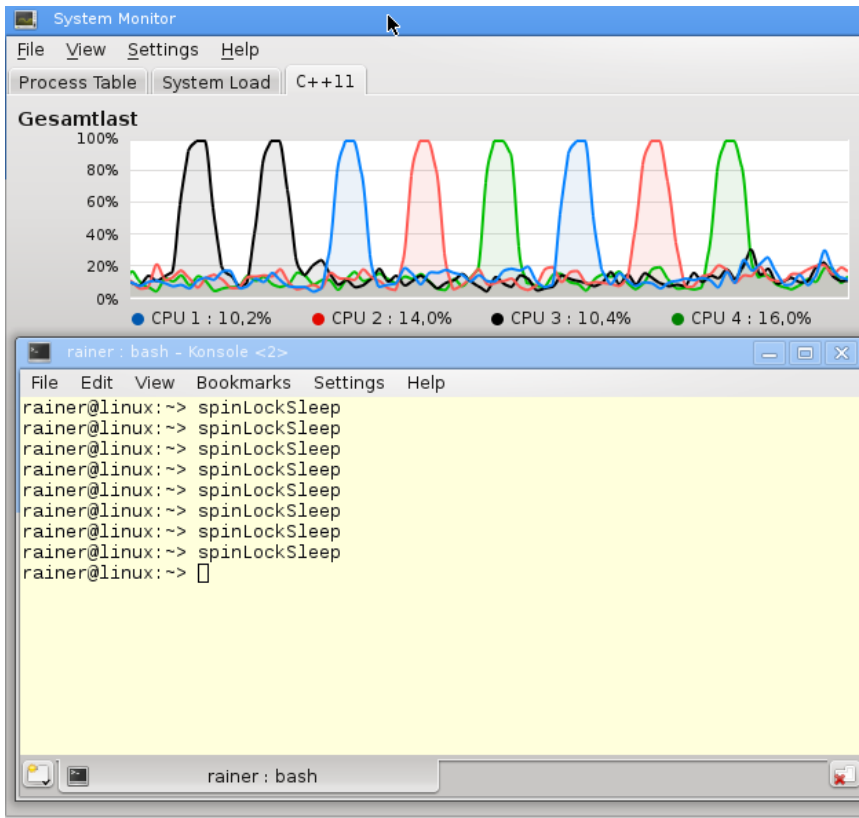 System Monitor
File View Settings Help
Process Table System Load C++11
Gesamtlast
100%
80%
60%
40%
20%
0%
CPU 1 : 10,2% CPU 2 : 14,0% CPU 3 : 10,4% CPU 4 : 16,0%
rainer : bash – Konsole <2>
File Edit View Bookmarks Settings Help
rainer@linux:~> spinLockSleep
rainer@linux:~> spinLockSleep
rainer@linux:~> spinLockSleep
rainer@linux:~> spinLockSleep
rainer@linux:~> spinLockSleep
rainer@linux:~> spinLockSleep
rainer@linux:~> spinLockSleep
rainer@linux:~> spinLockSleep
rainer@linux:~>
rainer : bash